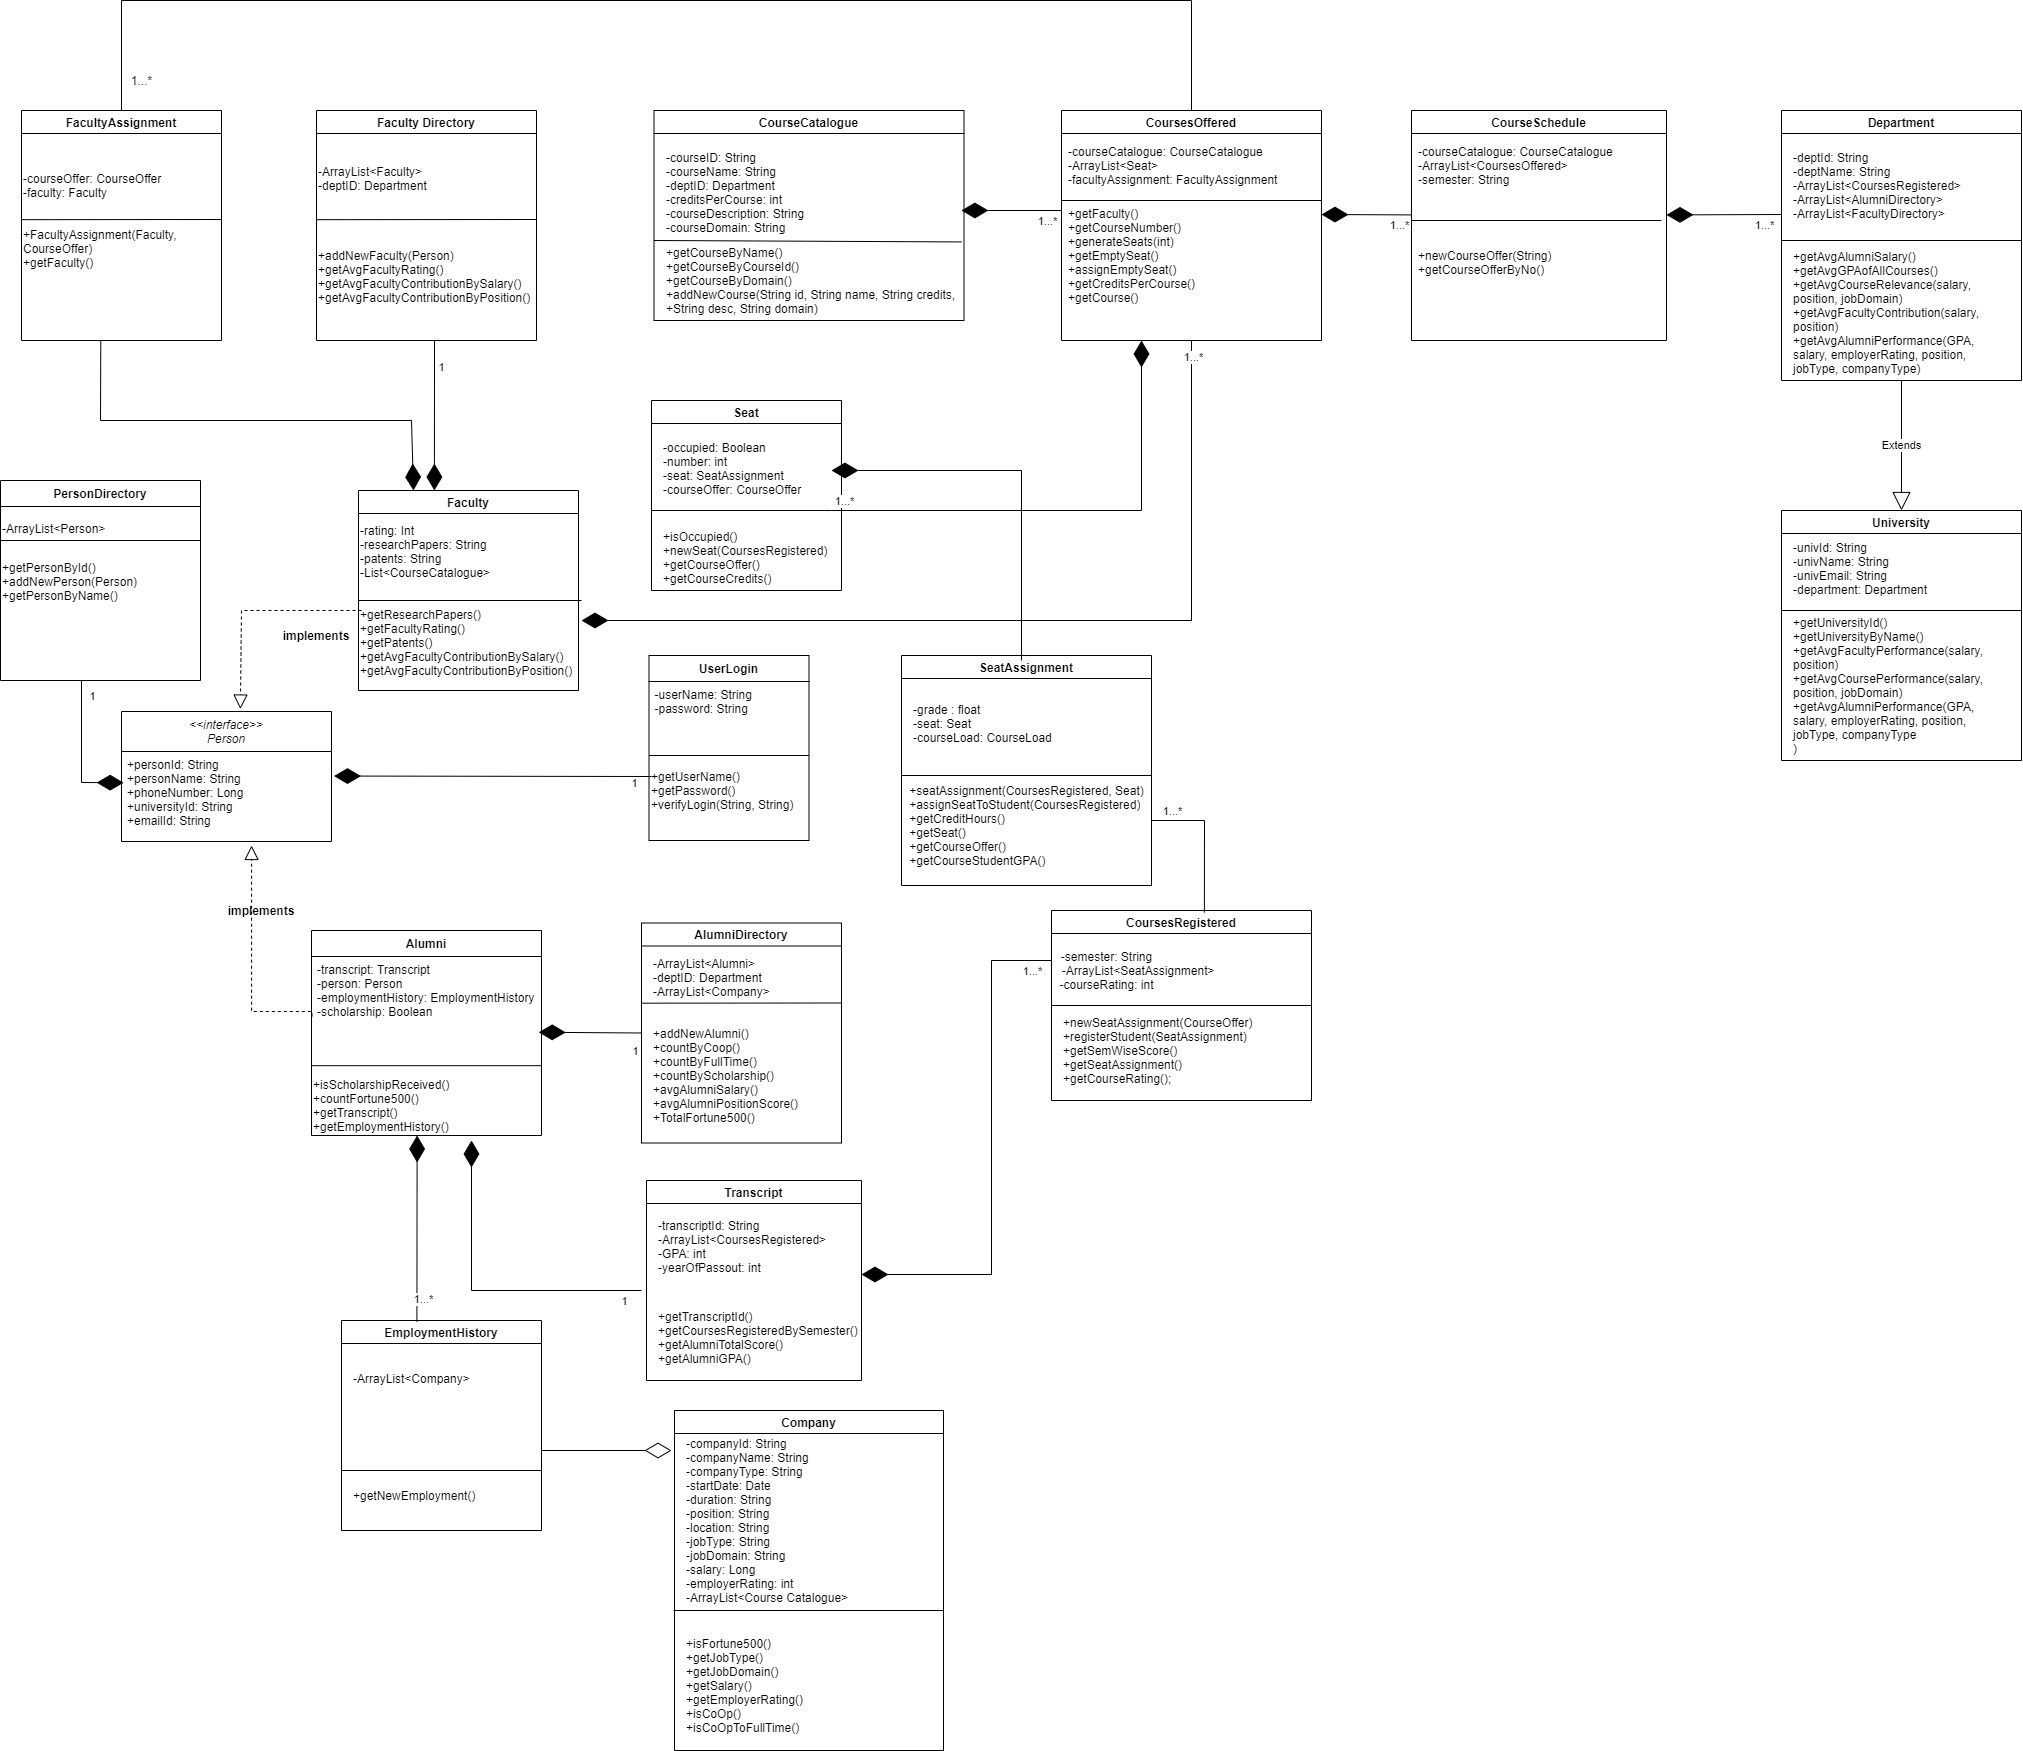 1...*
FacultyAssignment
-courseOffer: CourseOffer
-faculty: Faculty
+FacultyAssignment(Faculty,
CourseOffer)
+getFaculty()
Faculty Directory
-ArrayList<Faculty>
-deptID: Department
+addNewFaculty(Person)
+getAvgFacultyRating()
+getAvgFacultyContributionBySalary()
+getAvgFacultyContributionByPosition()
1
CourseCatalogue
-courseID: String
-courseName: String
-deptID: Department
-creditsPerCourse: int
-courseDescription: String
-courseDomain: String
+getCourseByName()
+getCourseByCourseId()
+getCourseByDomain()
+addNewCourse(String id, String name, String credits,
+String desc, String domain)
1...*
CoursesOffered
-courseCatalogue: CourseCatalogue
-ArrayList<Seat>
-facultyAssignment: FacultyAssignment
+getFaculty()
+getCourseNumber()
+generateSeats(int)
+getEmptySeat()
+assignEmptySeat()
+getCreditsPerCourse()
+getCourse()
1...*
1...*
CourseSchedule
-courseCatalogue: CourseCatalogue
-ArrayList<CoursesOffered>
-semester: String
+newCourseOffer(String)
+getCourseOfferByNo()
1...*
Department
-deptId: String
-deptName: String
-ArrayList<CoursesRegistered>
-ArrayList<AlumniDirectory>
-ArrayList<FacultyDirectory>
+getAvgAlumniSalary()
+getAvgGPAofAllCourses()
+getAvgCourseRelevance(salary,
position, jobDomain)
+getAvgFacultyContribution(salary,
position)
+getAvgAlumniPerformance(GPA,
salary, employerRating, position,
jobType, companyType)
Extends
University
-univId: String
-univName: String
-univEmail: String
-department: Department
+getUniversityId()
+getUniversityByName()
+getAvgFacultyPerformance(salary,
position)
+getAvgCoursePerformance(salary,
position, jobDomain)
+getAvgAlumniPerformance(GPA,
salary, employerRating, position,
jobType, companyType
)
Seat
-occupied: Boolean
-number: int
-seat: SeatAssignment
-courseOffer: CourseOffer
1...*
+isOccupied()
+newSeat(CoursesRegistered)
+getCourseOffer()
+getCourseCredits()
PersonDirectory
-ArrayList<Person>
+getPersonById()
+addNewPerson(Person)
+getPersonByName()
1
Faculty
-rating: Int
-researchPapers: String
-patents: String
-List<CourseCatalogue>
+getResearchPapers()
+getFacultyRating()
+getPatents()
+getAvgFacultyContributionBySalary()
+getAvgFacultyContributionByPosition()
implements
UserLogin
-userName: String
-password: String
+getUserName()
+getPassword()
+verifyLogin(String, String)
1
<<interface>>
Person
+personId: String
+personName: String
+phoneNumber: Long
+universityId: String
+emailId: String
SeatAssignment
-grade : float
-seat: Seat
-courseLoad: CourseLoad
+seatAssignment(CoursesRegistered, Seat)
+assignSeatToStudent(CoursesRegistered)
+getCreditHours()
+getSeat()
+getCourseOffer()
+getCourseStudentGPA()
1...*
implements
Alumni
-transcript: Transcript
-person: Person
-employmentHistory: EmploymentHistory
-scholarship: Boolean
+isScholarshipReceived()
+countFortune500()
+getTranscript()
+getEmploymentHistory()
1
AlumniDirectory
-ArrayList<Alumni>
-deptID: Department
-ArrayList<Company>
+addNewAlumni()
+countByCoop()
+countByFullTime()
+countByScholarship()
+avgAlumniSalary()
+avgAlumniPositionScore()
+TotalFortune500()
1...*
CoursesRegistered
-semester: String
-ArrayList<SeatAssignment>
-courseRating: int
+newSeatAssignment(CourseOffer)
+registerStudent(SeatAssignment)
+getSemWiseScore()
+getSeatAssignment()
+getCourseRating();
Transcript
-transcriptId: String
-ArrayList<CoursesRegistered>
-GPA: int
-yearOfPassout: int
+getTranscriptId()
+getCoursesRegisteredBySemester()
+getAlumniTotalScore()
+getAlumniGPA()
1
1...*
EmploymentHistory
-ArrayList<Company>
+getNewEmployment()
Company
-companyId: String
-companyName: String
-companyType: String
-startDate: Date
-duration: String
-position: String
-location: String
-jobType: String
-jobDomain: String
-salary: Long
-employerRating: int
-ArrayList<Course Catalogue>
+isFortune500()
+getJobType()
+getJobDomain()
+getSalary()
+getEmployerRating()
+isCoOp()
+isCoOpToFullTime()